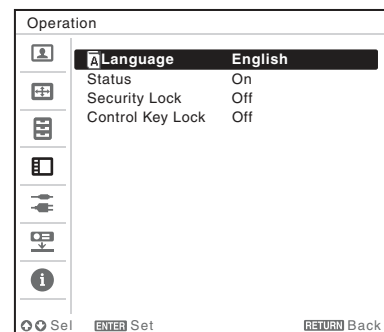 Operation
Language English
Status On
Security Lock Off
Control Key Lock Off
Sel ENTER Set RETURN Back